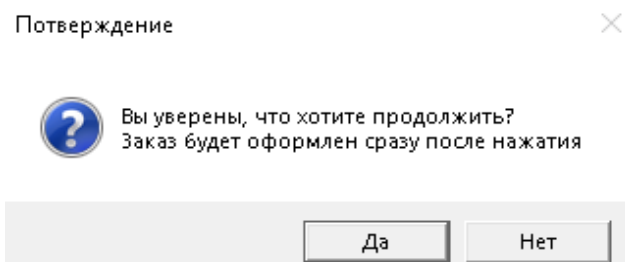 Потверждение
Вы уверены, что хотите продолжить?
Заказ будет оформлен сразу после нажатия
Да
Нет